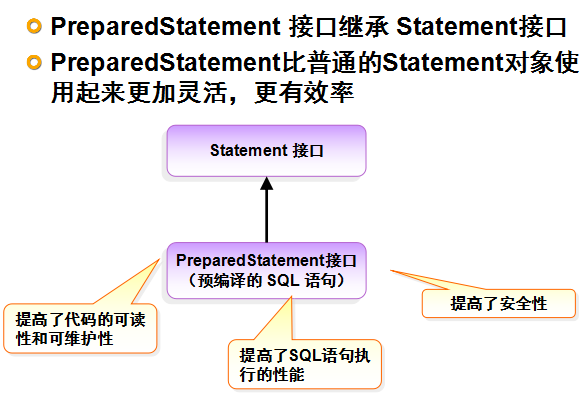 PreparedStatement 接口继承 Statement接口
PreparedStatement比普通的Statement对象使
用起来更加灵活，更有效率
Statement 接口
PreparedStatement接口
（预编译的 SQL 语句）
提高了代码的可读
性和可维护性
提高了SQL语句执
行的性能
提高了安全性